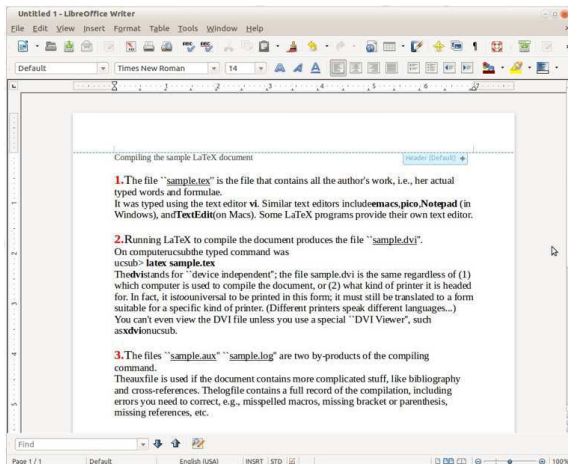 Untitled 1 - LibreOffice Writer
File Edit View Insert Format Table Tools Window Help
Default Times New Roman 14
Compiling the sample LaTeX document
Header (Default) +
1.The file ``sample.tex'' is the file that contains all the author's work, i.e., her actual
typed words and formulae.
It was typed using the text editor vi. Similar text editors includeemacs,pico,Notepad (in
Windows), andTextEdit(on Macs). Some LaTeX programs provide their own text editor.
2.Running LaTeX to compile the document produces the file ``sample.dvi''.
On computerucsubthe typed command was
ucsub> latex sample.tex
Thedvistands for ``device independent''; the file sample.dvi is the same regardless of (1)
which computer is used to compile the document, or (2) what kind of printer it is headed
for. In fact, it istoouniversal to be printed in this form; it must still be translated to a form
suitable for a specific kind of printer. (Different printers speak different languages...)
You can't even view the DVI file unless you use a special ``DVI Viewer'', such
asxdvionucsub.
3.The files ``sample.aux'' ``sample.log'' are two by-products of the compiling
command.
Theauxfile is used if the document contains more complicated stuff, like bibliography
and cross-references. Thelogfile contains a full record of the compilation, including
errors you need to correct, e.g., misspelled macros, missing bracket or parenthesis,
missing references, etc.
Find
Page 1 / 1 Default English (USA) INSRT STD 100%